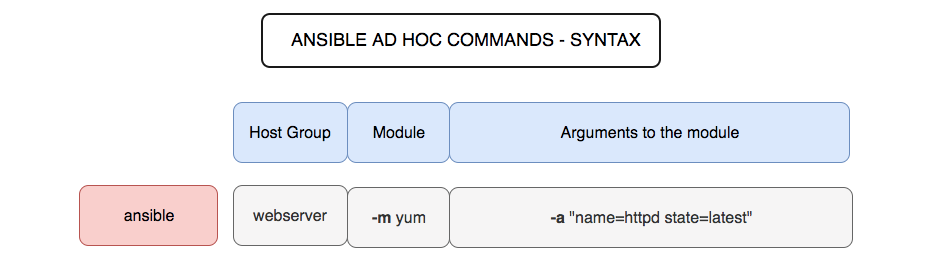 ANSIBLE AD HOC COMMANDS - SYNTAX
Host Group Module Arguments to the module
ansible webserver -m yum -a "name=httpd state=latest"